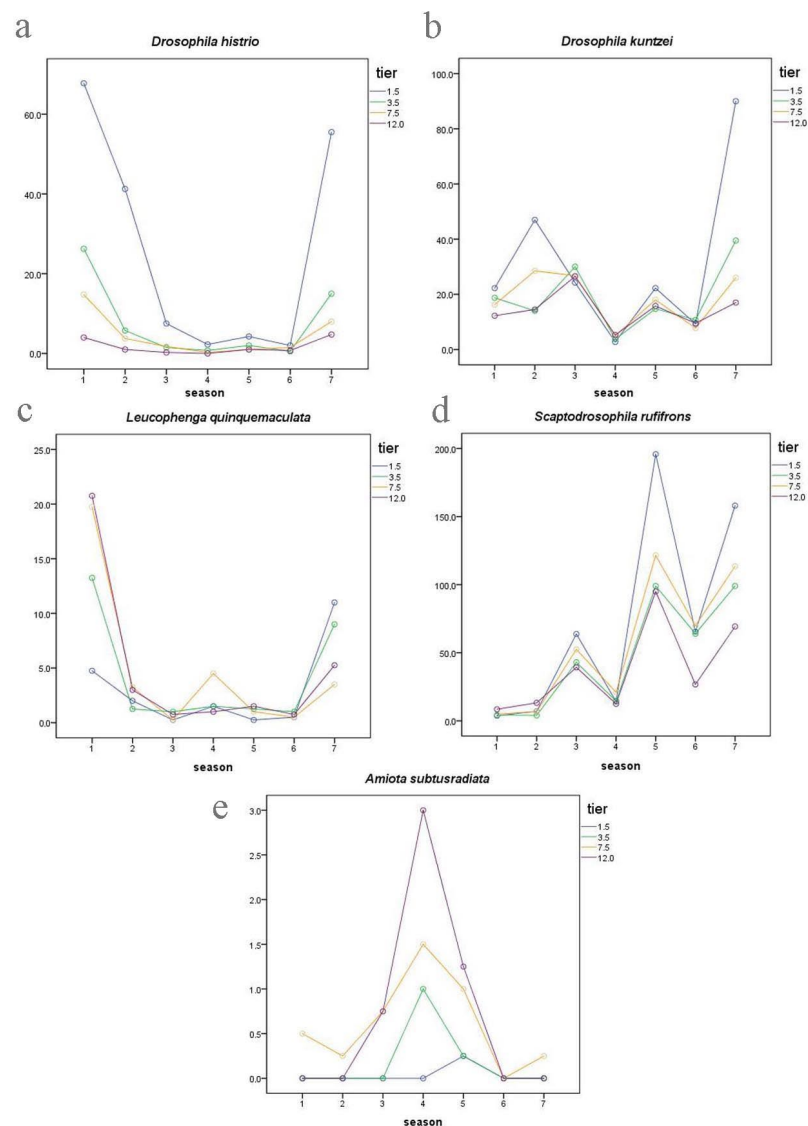 a
Drosophila histrio
tier
1.5
3.5
7.5
12.0
60.0
40.0
20.0
0.0
1 2 3 4 5 6 7
season
b
Drosophila kuntzei
tier
1.5
3.5
7.5
12.0
100.0
80.0
60.0
40.0
20.0
0.0
1 2 3 4 5 6 7
season
c
Leucophenga quinquemaculata
tier
1.5
3.5
7.5
12.0
25.0
20.0
15.0
10.0
5.0
0.0
1 2 3 4 5 6 7
season
d
Scaptodrosophila rufifrons
tier
1.5
3.5
7.5
12.0
200.0
150.0
100.0
50.0
0.0
1 2 3 4 5 6 7
season
e
Amiota subtusradiata
tier
1.5
3.5
7.5
12.0
3.0
2.5
2.0
1.5
1.0
0.5
0.0
1 2 3 4 5 6 7
season